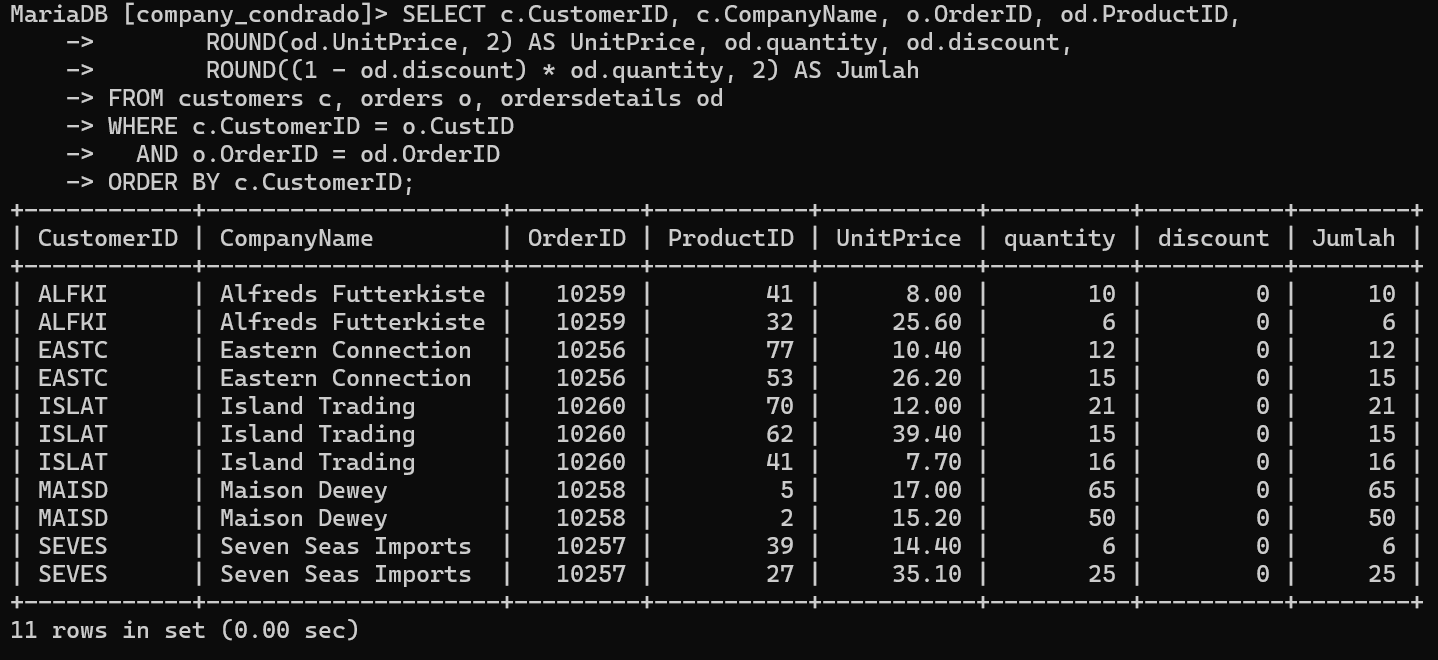 MariaDB [company_condrado]> SELECT c.CustomerID, c.CompanyName, o.OrderID, od.ProductID,
    ->        ROUND(od.UnitPrice, 2) AS UnitPrice, od.quantity, od.discount,
    ->        ROUND((1 - od.discount) * od.quantity, 2) AS Jumlah
    -> FROM customers c, orders o, ordersdetails od
    -> WHERE c.CustomerID = o.CustID
    ->   AND o.OrderID = od.OrderID
    -> ORDER BY c.CustomerID;
+------------+--------------------+---------+-----------+-----------+----------+----------+--------+
| CustomerID | CompanyName        | OrderID | ProductID | UnitPrice | quantity | discount | Jumlah |
+------------+--------------------+---------+-----------+-----------+----------+----------+--------+
| ALFKI      | Alfreds Futterkiste |   10259 |        41 |      8.00 |       10 |        0 |     10 |
| ALFKI      | Alfreds Futterkiste |   10259 |        32 |     25.60 |        6 |        0 |      6 |
| EASTC      | Eastern Connection  |   10256 |        77 |     10.40 |       12 |        0 |     12 |
| EASTC      | Eastern Connection  |   10256 |        53 |     26.20 |       15 |        0 |     15 |
| ISLAT      | Island Trading      |   10260 |        70 |     12.00 |       21 |        0 |     21 |
| ISLAT      | Island Trading      |   10260 |        62 |     39.40 |       15 |        0 |     15 |
| ISLAT      | Island Trading      |   10260 |        41 |      7.70 |       16 |        0 |     16 |
| MAISD      | Maison Dewey        |   10258 |         5 |     17.00 |       65 |        0 |     65 |
| MAISD      | Maison Dewey        |   10258 |         2 |     15.20 |       50 |        0 |     50 |
| SEVES      | Seven Seas Imports  |   10257 |        39 |     14.40 |        6 |        0 |      6 |
| SEVES      | Seven Seas Imports  |   10257 |        27 |     35.10 |       25 |        0 |     25 |
+------------+--------------------+---------+-----------+-----------+----------+----------+--------+
11 rows in set (0.00 sec)